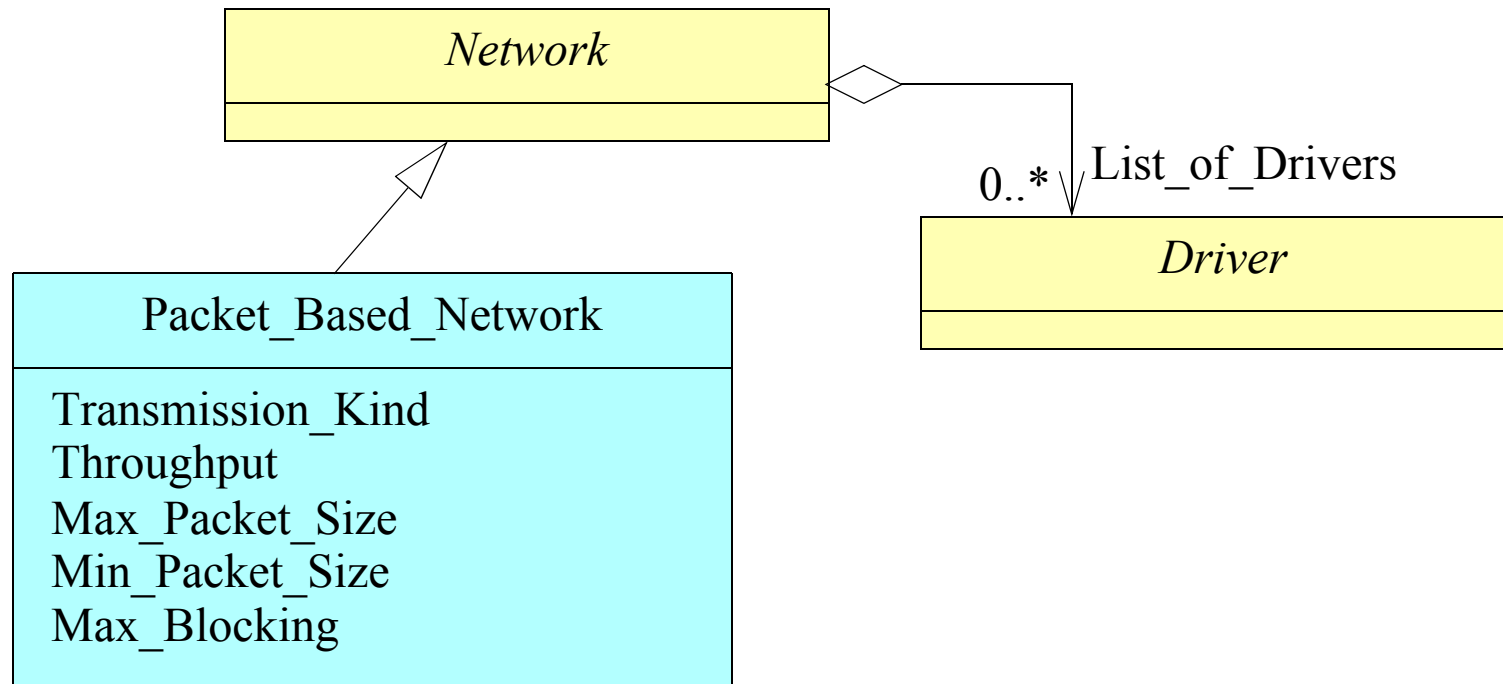 Network
0..*
List_of_Drivers
Driver
Packet_Based_Network
Transmission_Kind
Throughput
Max_Packet_Size
Min_Packet_Size
Max_Blocking